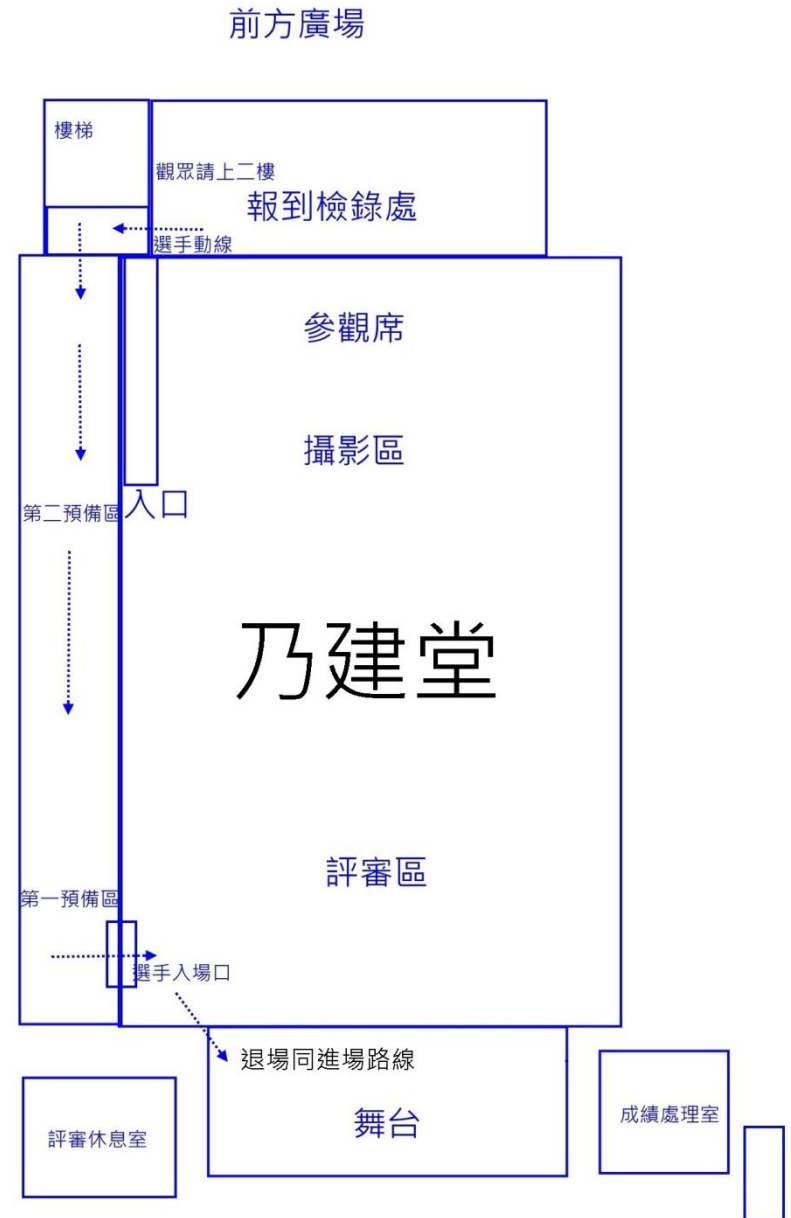 前方廣場
樓梯
觀眾請上二樓
報到檢錄處
選手動線
參觀席
攝影區
入口
第二預備區
乃建堂
評審區
第一預備區
選手入場口
退場同進場路線
舞台
成績處理室
評審休息室